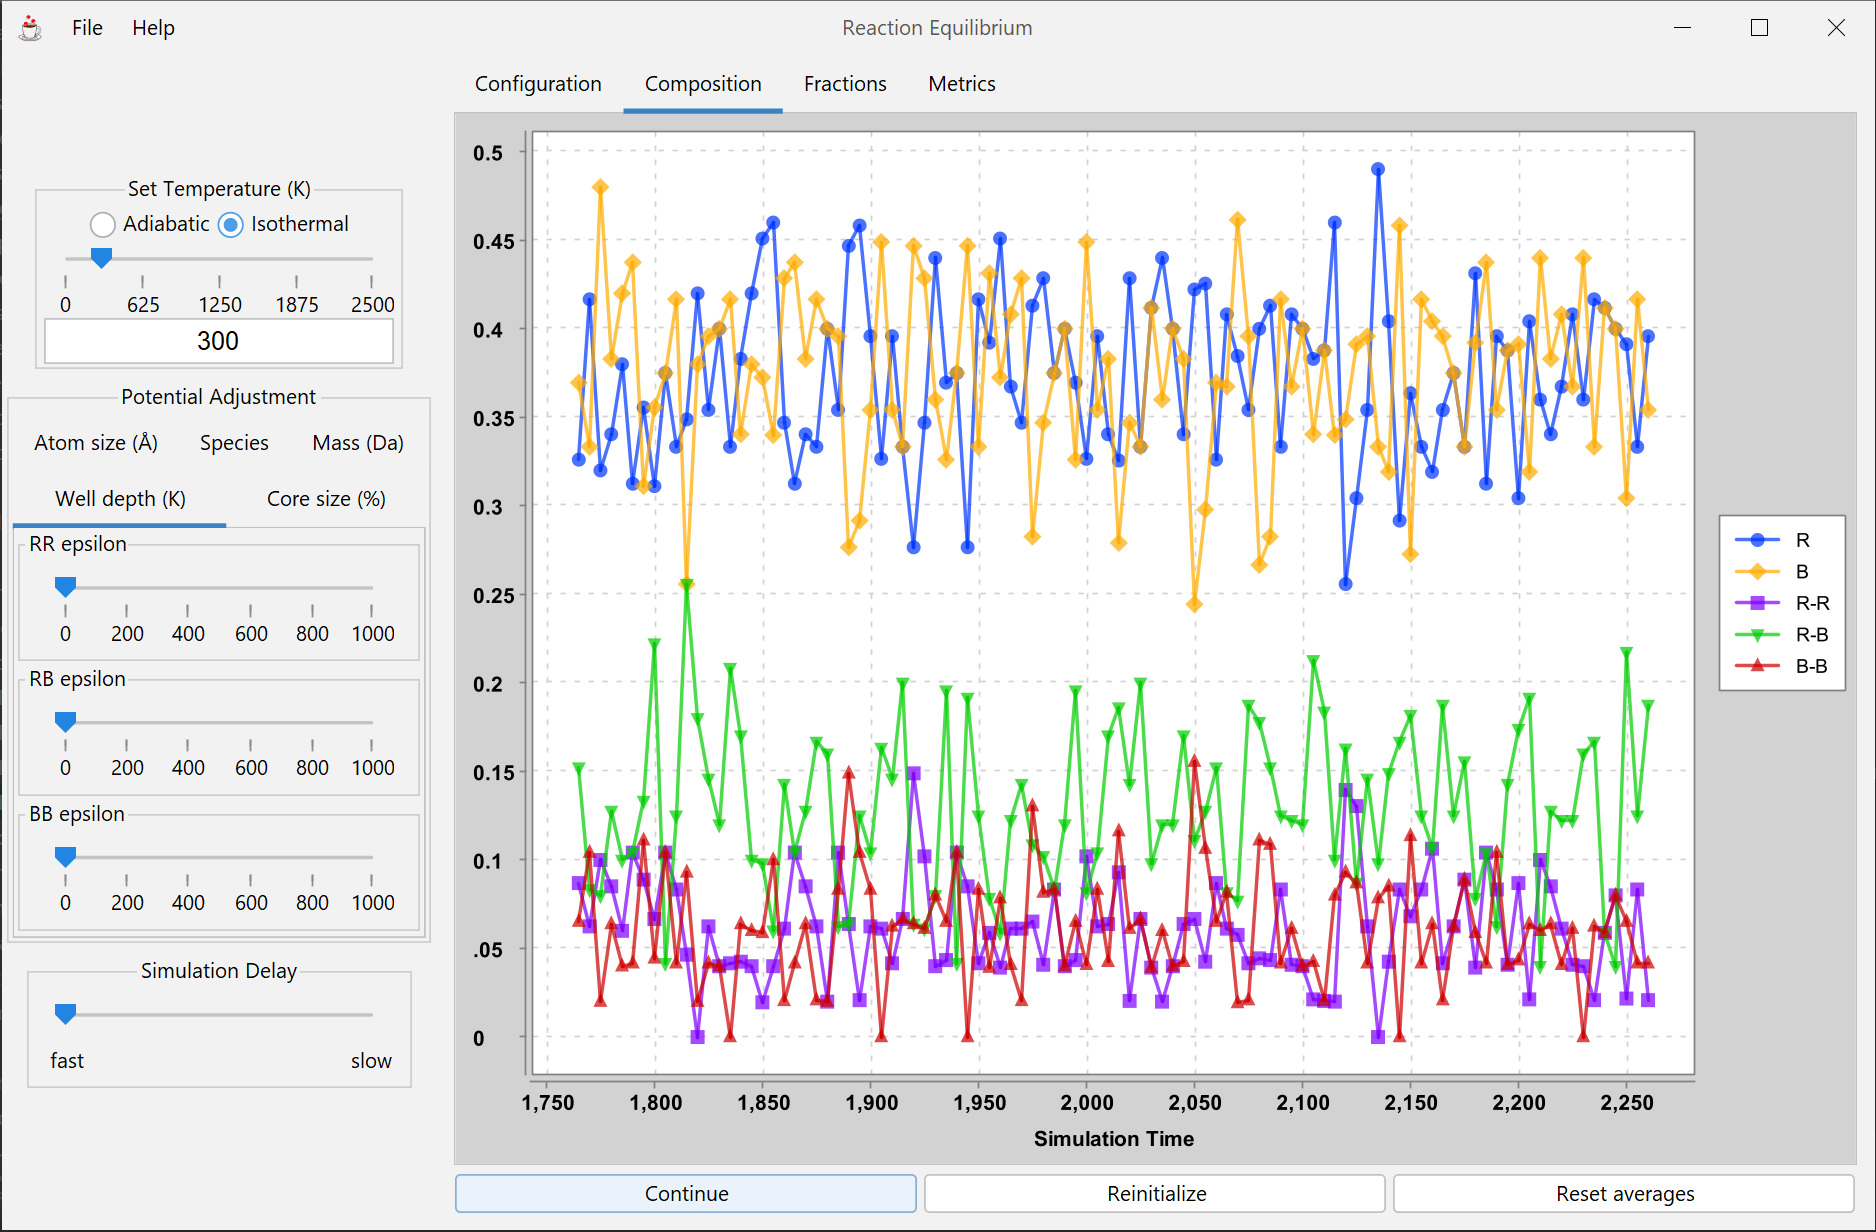 File Help
Reaction Equilibrium
Configuration Composition Fractions Metrics
Set Temperature (K)
Adiabatic Isothermal
0 625 1250 1875 2500
300
Potential Adjustment
Atom size (Å) Species Mass (Da)
Well depth (K) Core size (%)
RR epsilon
0 200 400 600 800 1000
RB epsilon
0 200 400 600 800 1000
BB epsilon
0 200 400 600 800 1000
Simulation Delay
fast slow
0.5
0.45
0.4
0.35
0.3
0.25
0.2
0.15
0.1
.05
0
1,750 1,800 1,850 1,900 1,950 2,000 2,050 2,100 2,150 2,200 2,250
Simulation Time
R
B
R-R
R-B
B-B
Continue Reinitialize Reset averages